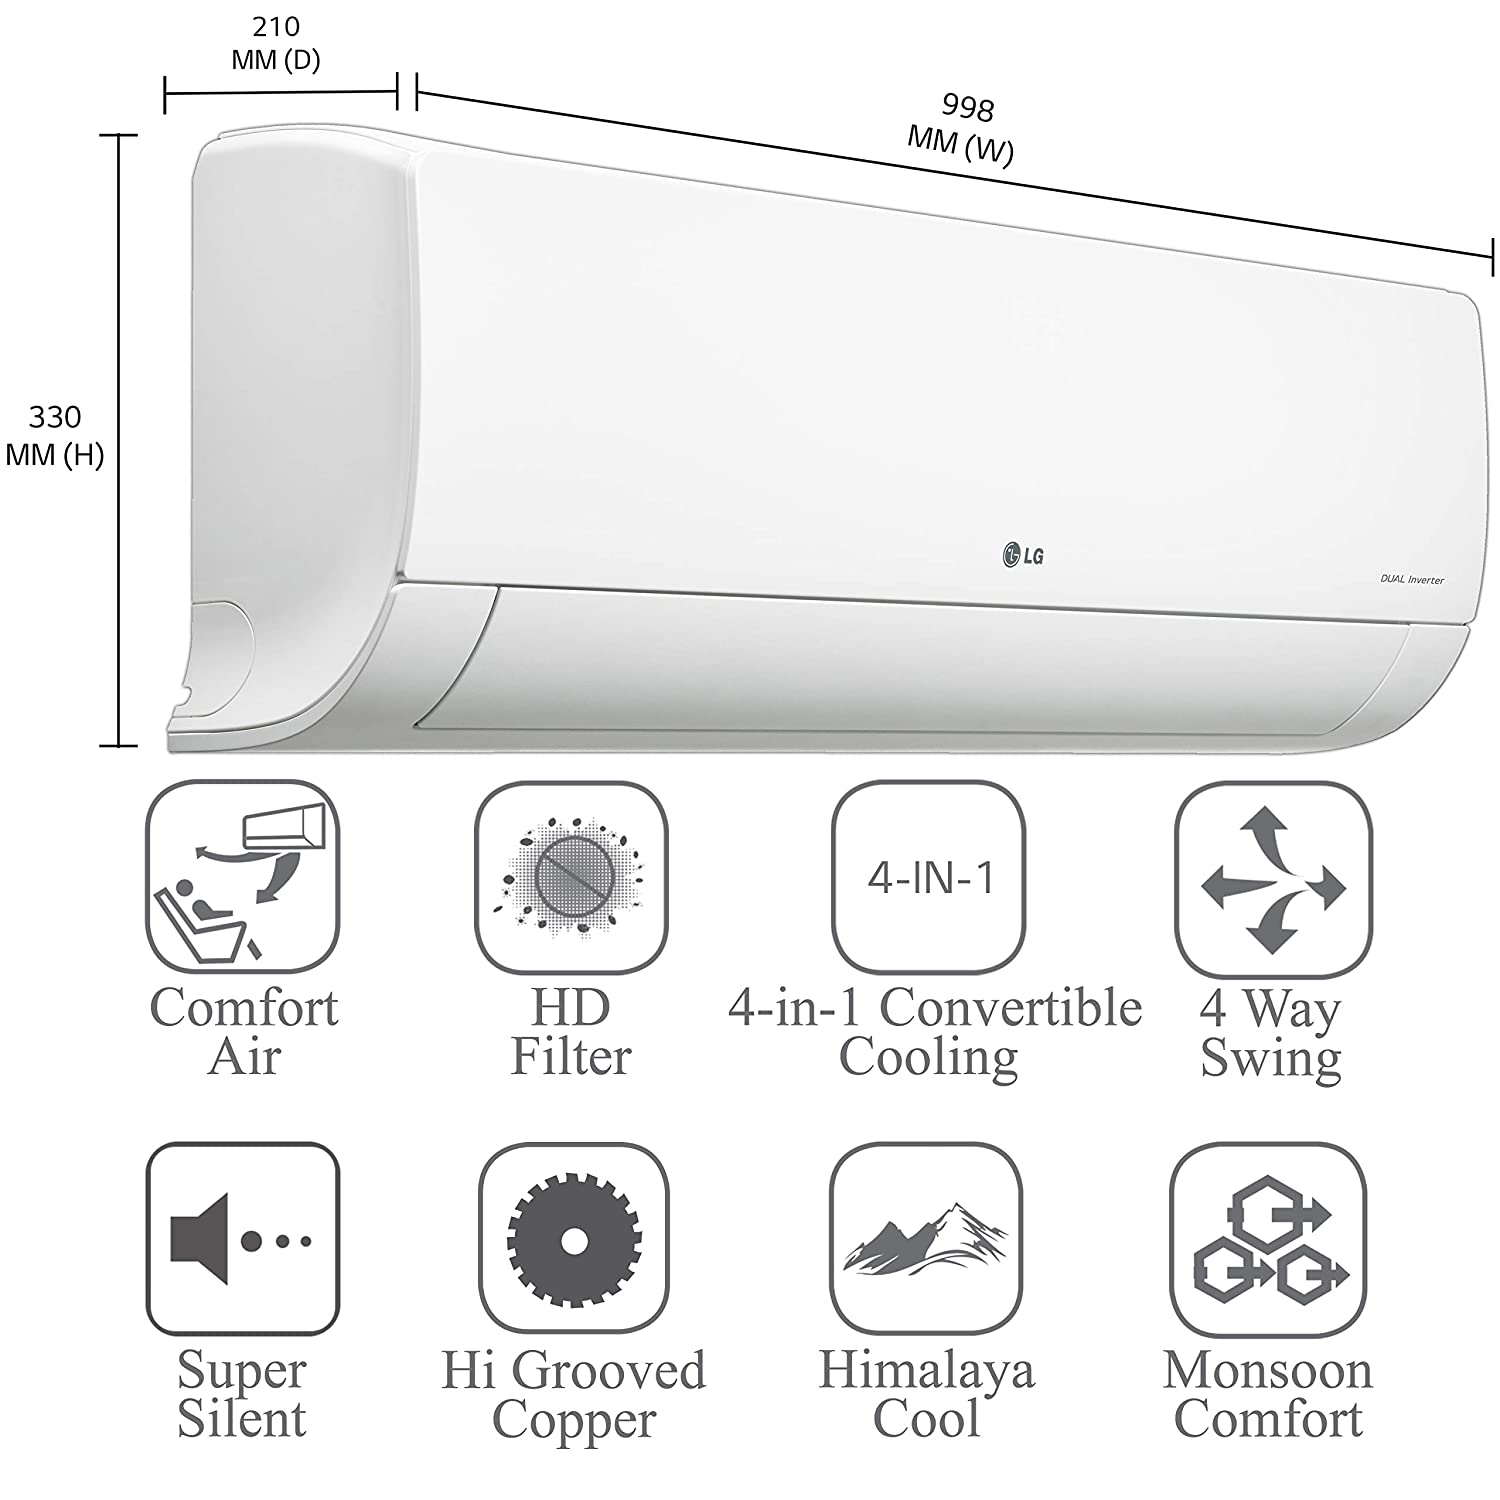 210
MM (D)
998
MM (W)
330
MM (H)
LG
DUAL Inverter
4-IN-1
Comfort
Air
HD
Filter
4-in-1 Convertible
Cooling
4 Way
Swing
Super
Silent
Hi Grooved
Copper
Himalaya
Cool
Monsoon
Comfort